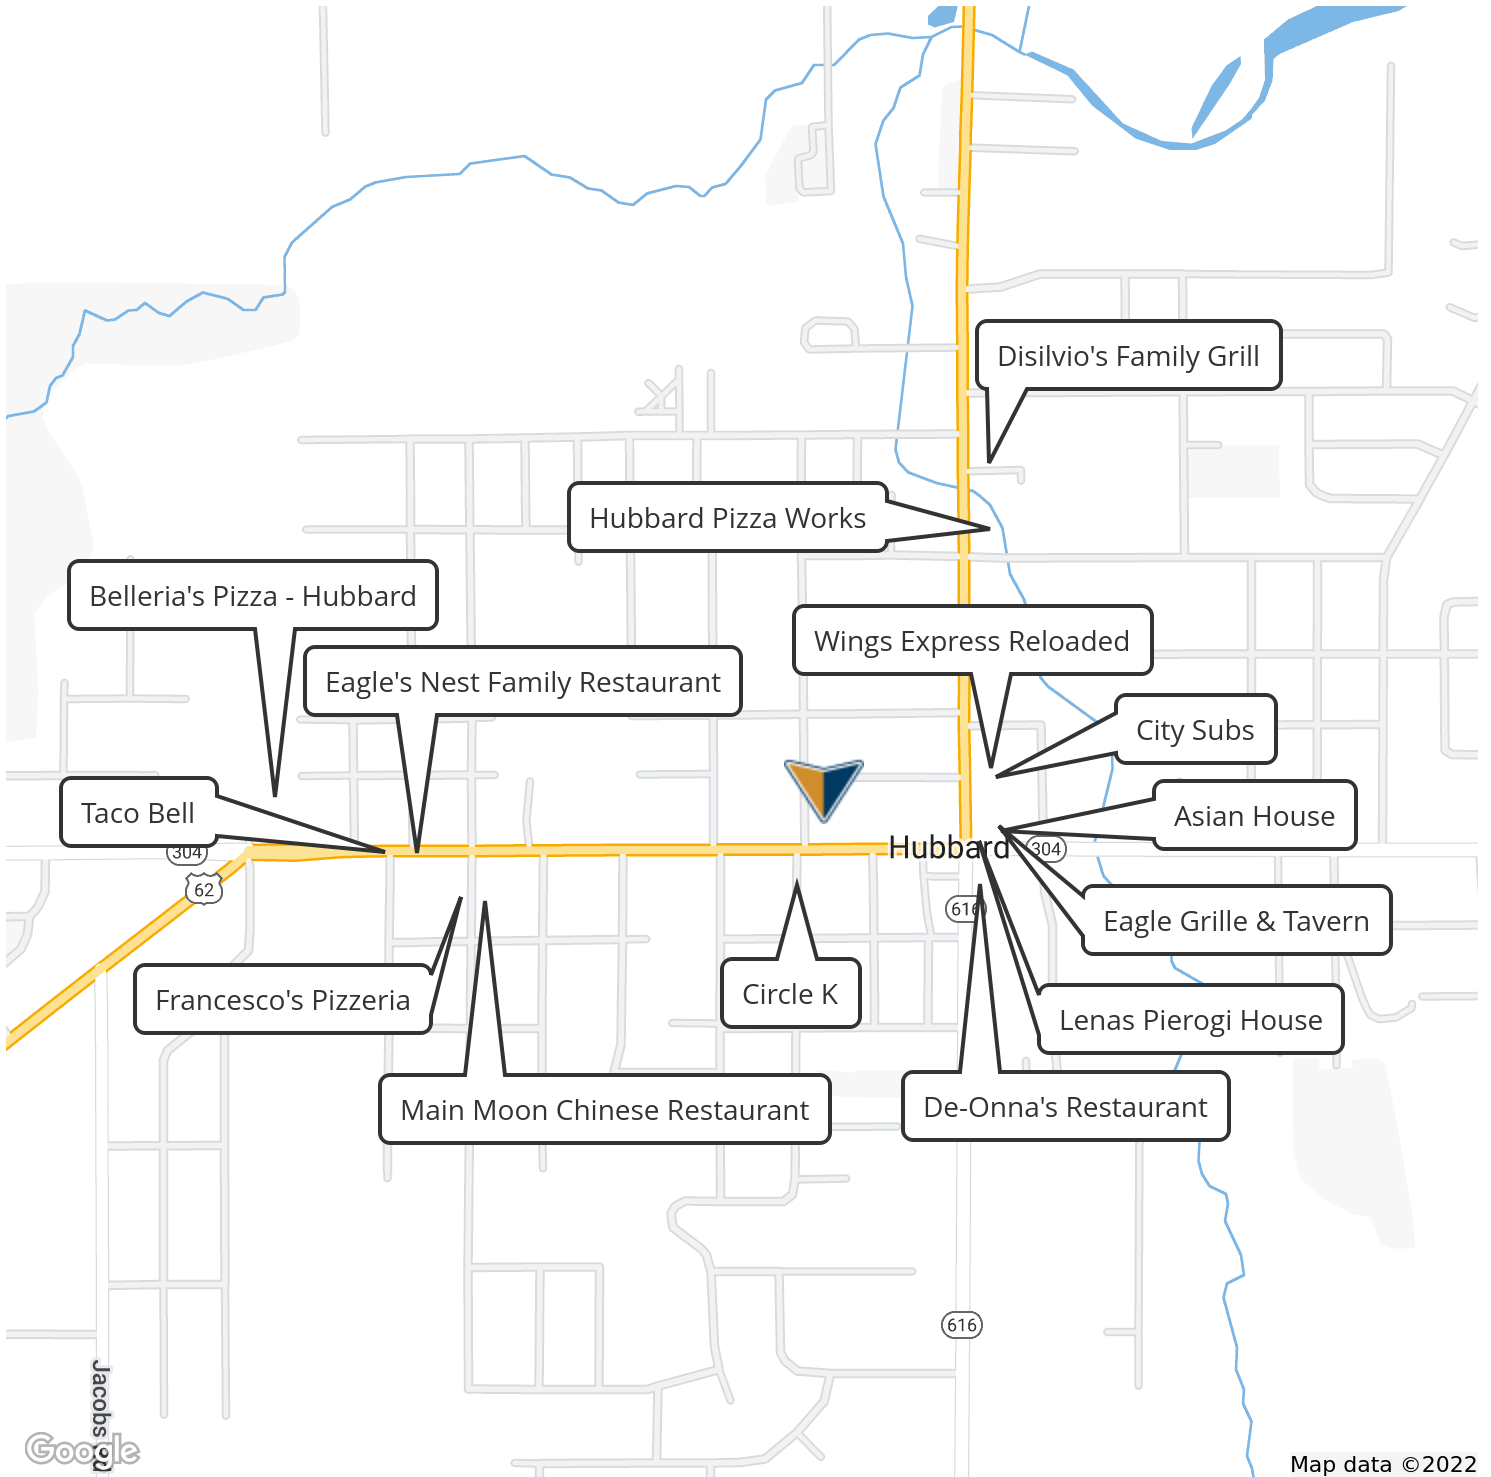 Disilvio's Family Grill
Hubbard Pizza Works
Belleria's Pizza - Hubbard
Wings Express Reloaded
Eagle's Nest Family Restaurant
City Subs
Taco Bell
Asian House
304
Hubbard
304
62
616
Eagle Grille & Tavern
Francesco's Pizzeria
Circle K
Lenas Pierogi House
Main Moon Chinese Restaurant
De-Onna's Restaurant
616
Jacobs Rd
Google
Map data ©2022